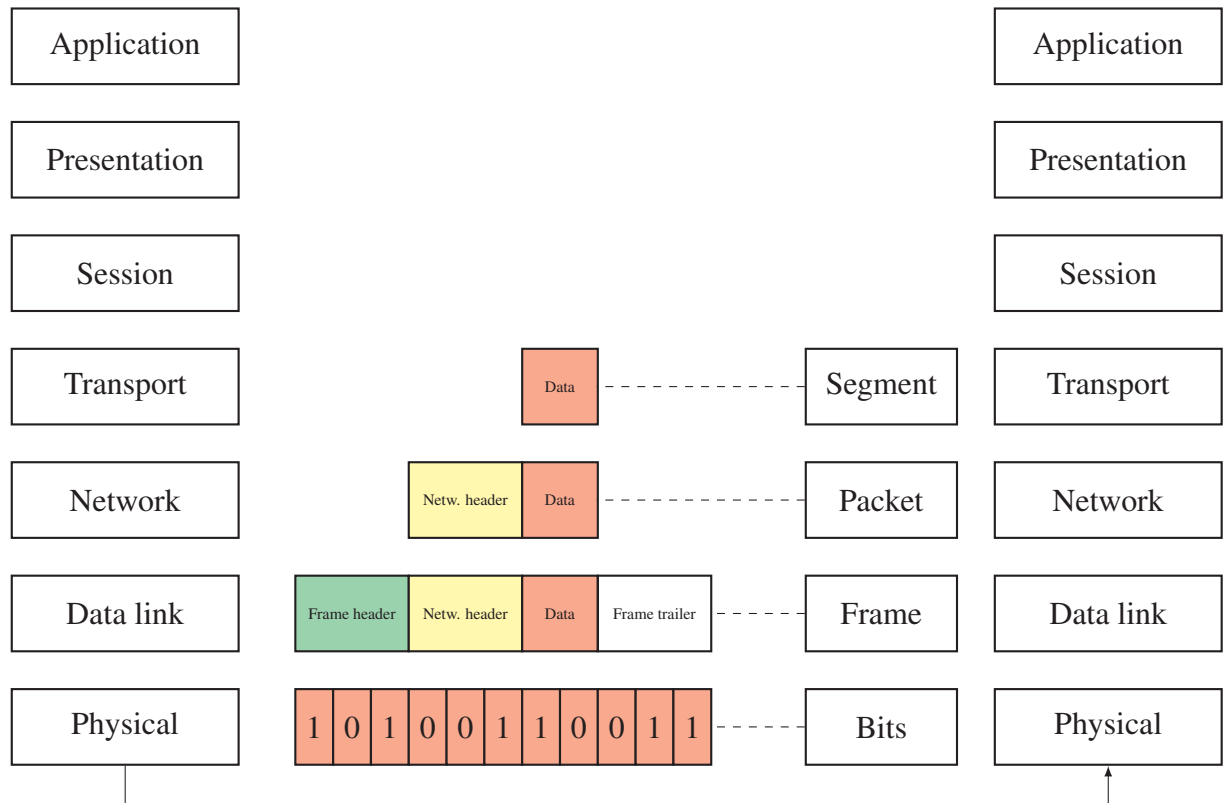 Application Application
Presentation Presentation
Session Session
Transport Data Segment Transport
Network Netw. header Data Packet Network
Data link Frame header Netw. header Data Frame trailer Frame Data link
Physical 1 0 1 0 0 1 1 0 0 1 1 Bits Physical